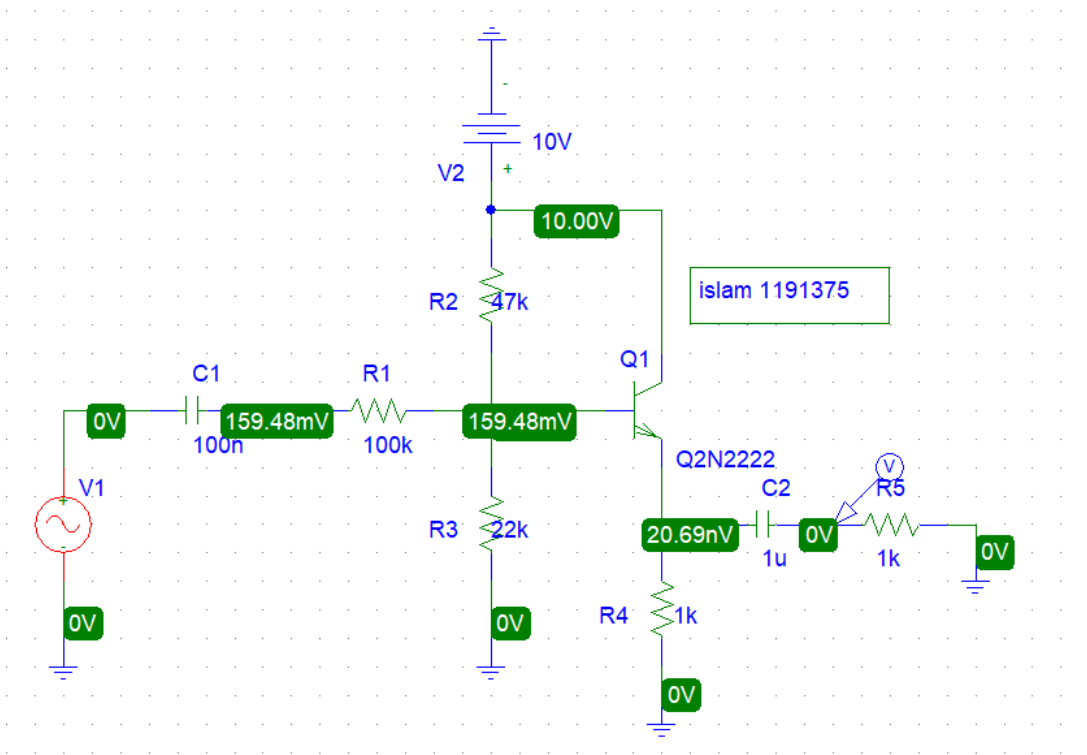 -
10V
V2
+
10.00V
R2
47k
islam 1191375
Q1
C1
R1
0V
159.48mV
159.48mV
100n
100k
Q2N2222
V
V1
C2
R5
+
R3
22k
20.69nV
0V
-
1u
1k
0V
R4
1k
0V
0V
0V